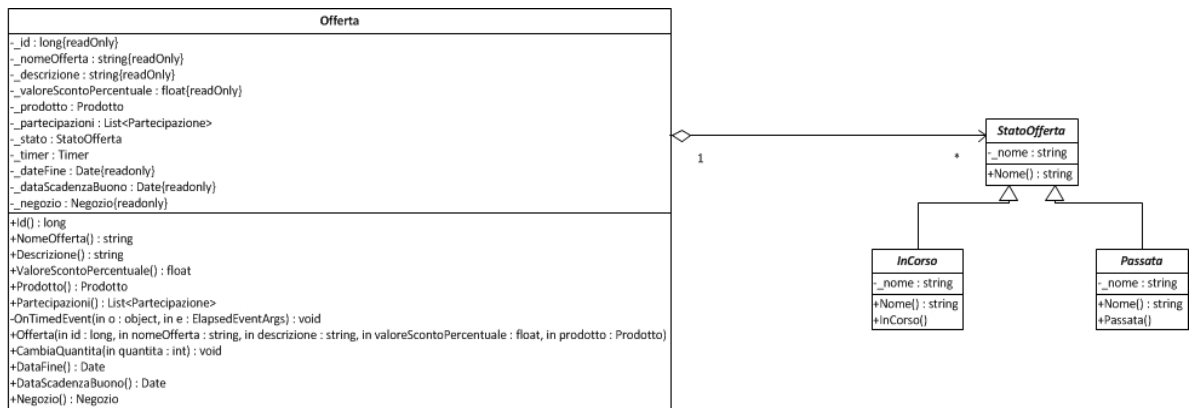 Offerta
-_id : long{readOnly}
-_nomeOfferta : string{readOnly}
-_descrizione : string{readOnly}
-_valoreScontoPercentuale : float{readOnly}
-_prodotto : Prodotto
-_partecipazioni : List<Partecipazione>
-_stato : StatoOfferta
-_timer : Timer
-_dateFine : Date{readonly}
-_dataScadenzaBuono : Date{readonly}
-_negozio : Negozio{readonly}
+Id() : long
+NomeOfferta() : string
+Descrizione() : string
+ValoreScontoPercentuale() : float
+Prodotto() : Prodotto
+Partecipazioni() : List<Partecipazione>
-OnTimedEvent(in o : object, in e : ElapsedEventArgs) : void
+Offerta(in id : long, in nomeOfferta : string, in descrizione : string, in valoreScontoPercentuale : float, in prodotto : Prodotto)
+CambiaQuantita(in quantita : int) : void
+DataFine() : Date
+DataScadenzaBuono() : Date
+Negozio() : Negozio
1
*
StatoOfferta
-_nome : string
+Nome() : string
InCorso
-_nome : string
+Nome() : string
+InCorso()
Passata
-_nome : string
+Nome() : string
+Passata()